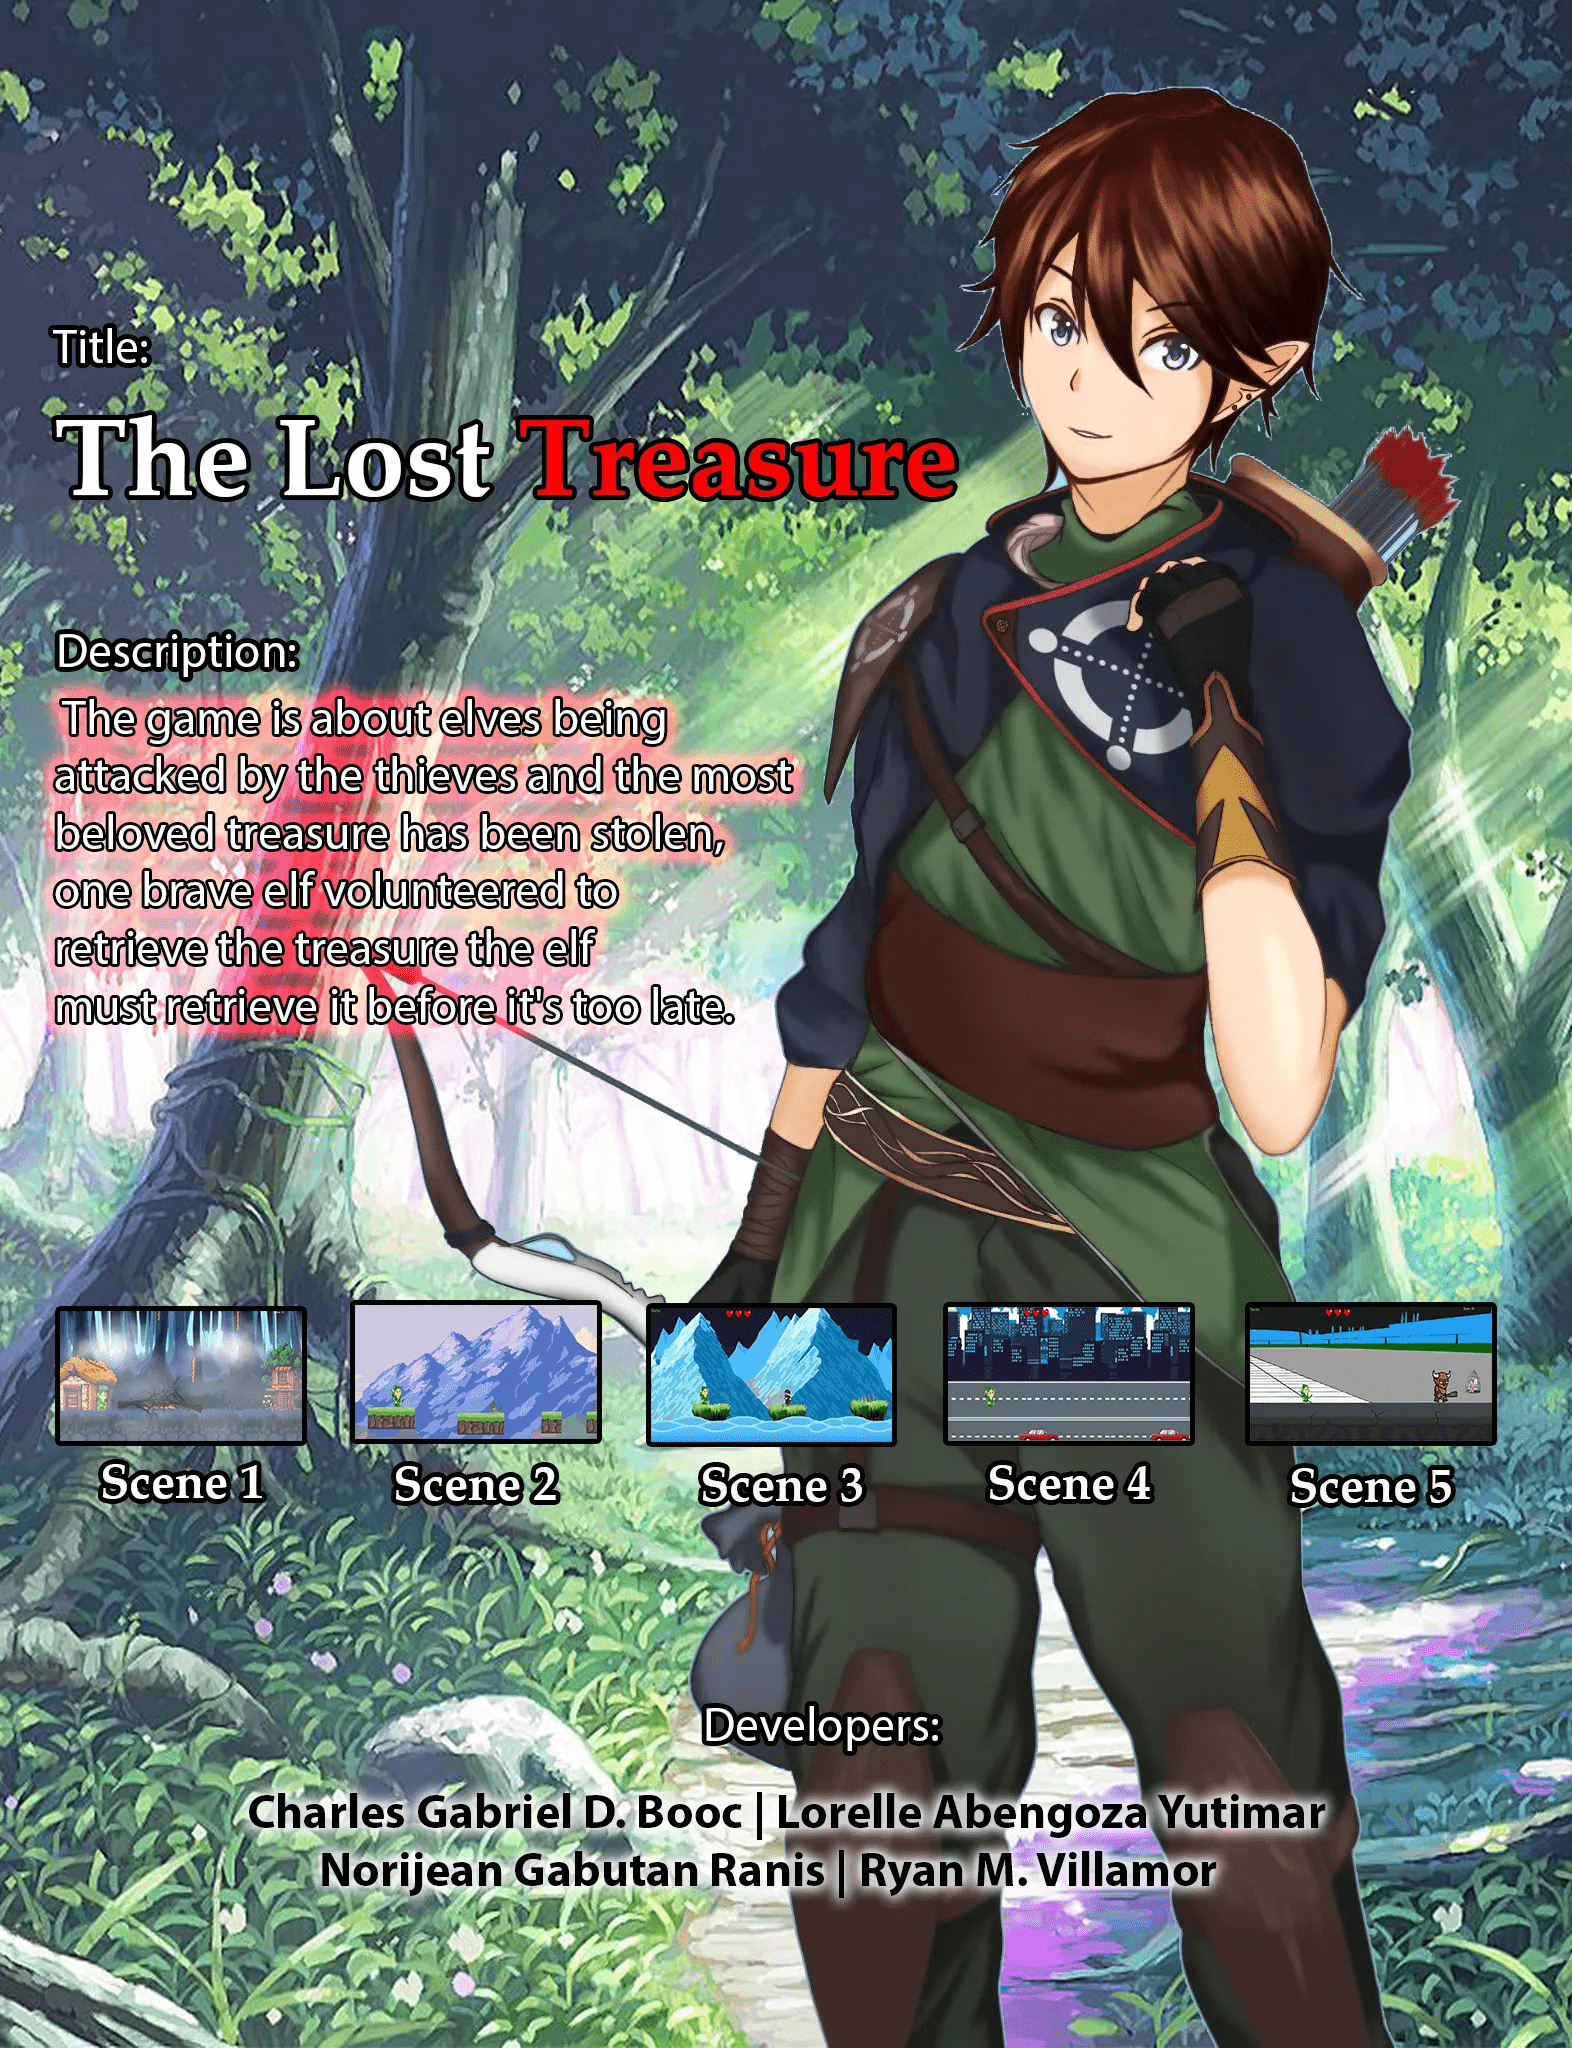 Title:
The Lost Treasure
Description:
The game is about elves being
attacked by the thieves and the most
beloved treasure has been stolen,
one brave elf volunteered to
retrieve the treasure the elf
must retrieve it before it's too late.
Scene 1
Scene 2
Scene 3
Scene 4
Scene 5
Developers:
Charles Gabriel D. Booc | Lorelle Abengoza Yutimar
Norijean Gabutan Ranis | Ryan M. Villamor